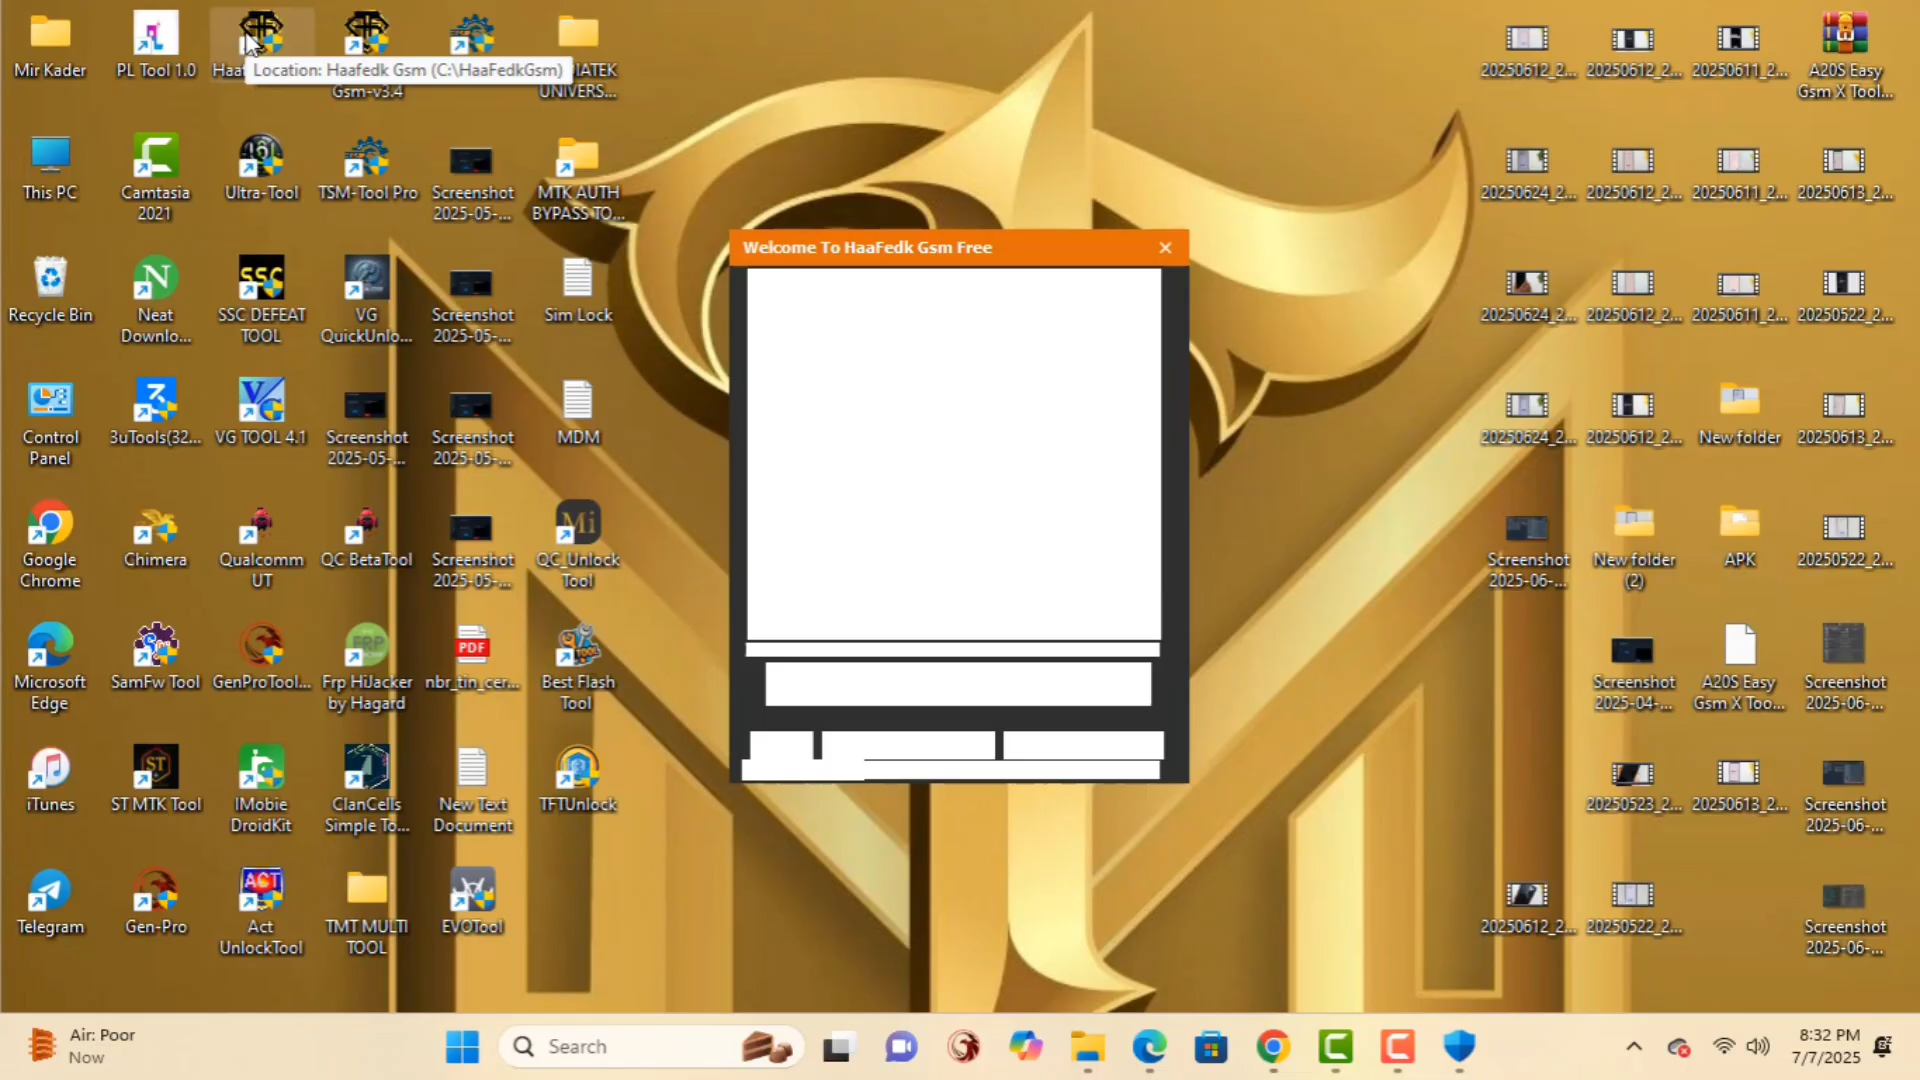 Mir Kader
PL Tool 1.0
Location: Haafedk Gsm (C:\HaaFedkGsm)
Gsm-v3.4
UNIVERS...
This PC
Camtasia
2021
Ultra-Tool
TSM-Tool Pro
Screenshot
2025-05-...
MTK AUTH
BYPASS TO...
Recycle Bin
Neat
Downlo...
SSC
SSC DEFEAT
TOOL
VG
QuickUnlo...
Screenshot
2025-05-...
Sim Lock
Control
Panel
3uTools(32...
VG TOOL 4.1
Screenshot
2025-05-...
Screenshot
2025-05-...
MDM
Google
Chrome
Chimera
Qualcomm
UT
QC BetaTool
Screenshot
2025-05-...
Mi
QC_Unlock
Tool
Microsoft
Edge
SamFw Tool
GenProTool...
FRP
Frp HiJacker
by Hagard
PDF
nbr_tin_cer...
Best Flash
Tool
iTunes
ST
ST MTK Tool
IMobie
DroidKit
ClanCells
Simple To...
New Text
Document
TFTUnlock
Telegram
Gen-Pro
ACT
Act
UnlockTool
TMT MULTI
TOOL
EVOTool
Welcome To HaaFedk Gsm Free
20250612_2...
20250612_2...
20250611_2...
A20S Easy
Gsm X Tool...
20250624_2...
20250612_2...
20250611_2...
20250613_2...
20250624_2...
20250612_2...
20250611_2...
20250522_2...
20250624_2...
20250612_2...
New folder
20250613_2...
Screenshot
2025-06-...
New folder
(2)
APK
20250522_2...
Screenshot
2025-04-...
A20S Easy
Gsm X Too...
Screenshot
2025-06-...
20250523_2...
20250613_2...
Screenshot
2025-06-...
20250612_2...
20250522_2...
Screenshot
2025-06-...
Air: Poor
Now
Search
8:32 PM
7/7/2025